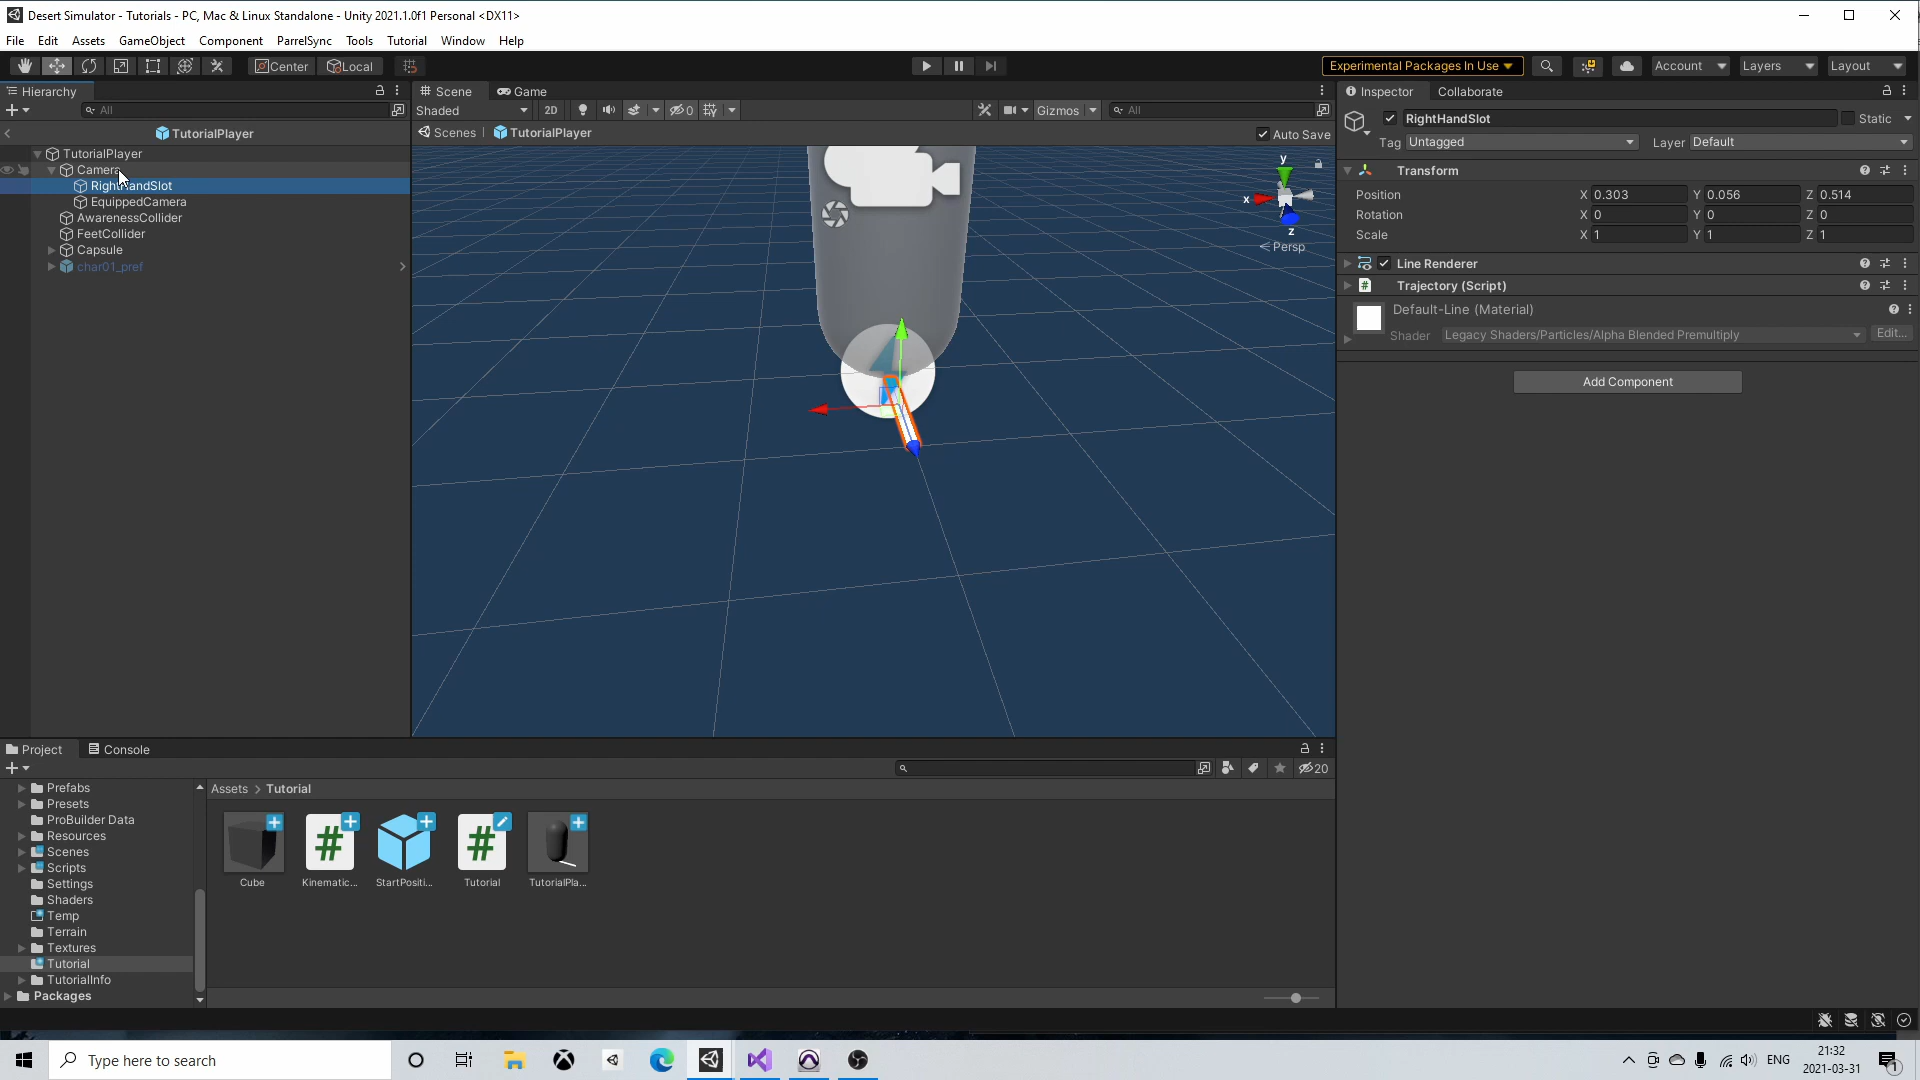 Desert Simulator - Tutorials - PC, Mac & Linux Standalone - Unity 2021.1.0f1 Personal <DX11>
File Edit Assets GameObject Component ParrelSync Tools Tutorial Window Help
Center Local Experimental Packages In Use Account Layers Layout
Hierarchy
All
TutorialPlayer
TutorialPlayer
Camera
RightHandSlot
EquippedCamera
AwarenessCollider
FeetCollider
Capsule
char01_pref
Scene Game
Shaded 2D 0 Gizmos All
Scenes TutorialPlayer Auto Save
y
x
z
< Persp
Inspector Collaborate
RightHandSlot Static
Tag Untagged Layer Default
Transform
Position X 0.303 Y 0.056 Z 0.514
Rotation X 0 Y 0 Z 0
Scale X 1 Y 1 Z 1
Line Renderer
# Trajectory (Script)
Default-Line (Material)
Shader Legacy Shaders/Particles/Alpha Blended Premultiply Edit...
Add Component
Project Console
20
Prefabs
Presets
ProBuilder Data
Resources
Scenes
Scripts
Settings
Shaders
Temp
Terrain
Textures
Tutorial
TutorialInfo
Packages
Assets > Tutorial
Cube Kinematic... StartPositi... Tutorial TutorialPla...
Type here to search
ENG
21:32
2021-03-31
1